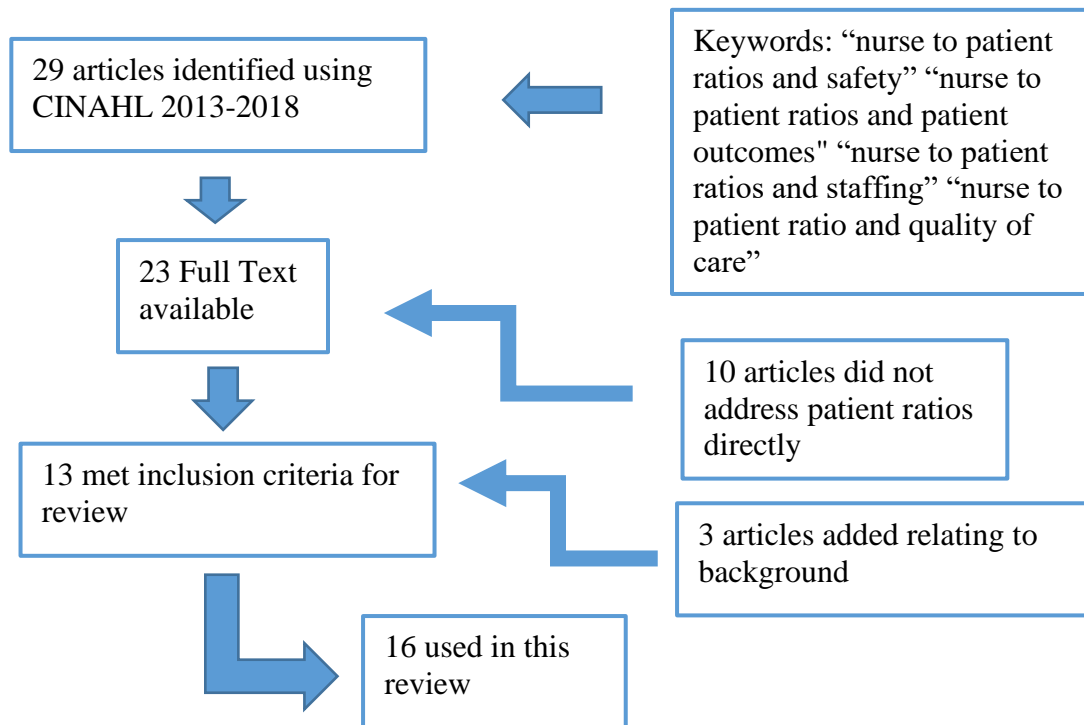 29 articles identified using
CINAHL 2013-2018
Keywords: “nurse to patient
ratios and safety” “nurse to
patient ratios and patient
outcomes" “nurse to patient
ratios and staffing” “nurse to
patient ratio and quality of
care”
23 Full Text
available
10 articles did not
address patient ratios
directly
13 met inclusion criteria for
review
3 articles added relating to
background
16 used in this
review